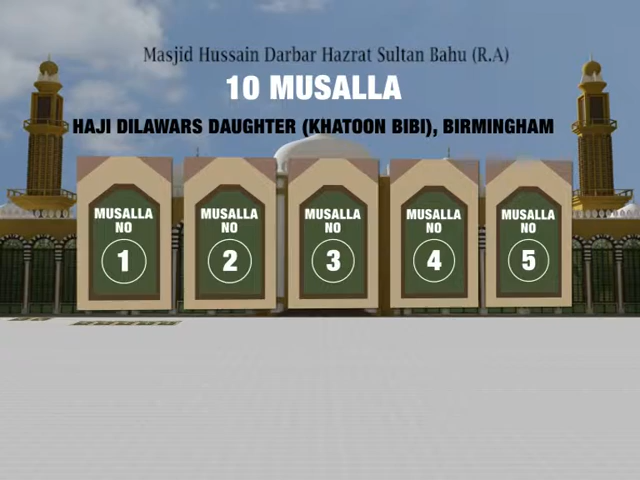 Masjid Hussain Darbar Hazrat Sultan Bahu (R.A)
10 MUSALLA
HAJI DILAWARS DAUGHTER (KHATOON BIBI), BIRMINGHAM
MUSALLA
NO
1
MUSALLA
NO
2
MUSALLA
NO
3
MUSALLA
NO
4
MUSALLA
NO
5